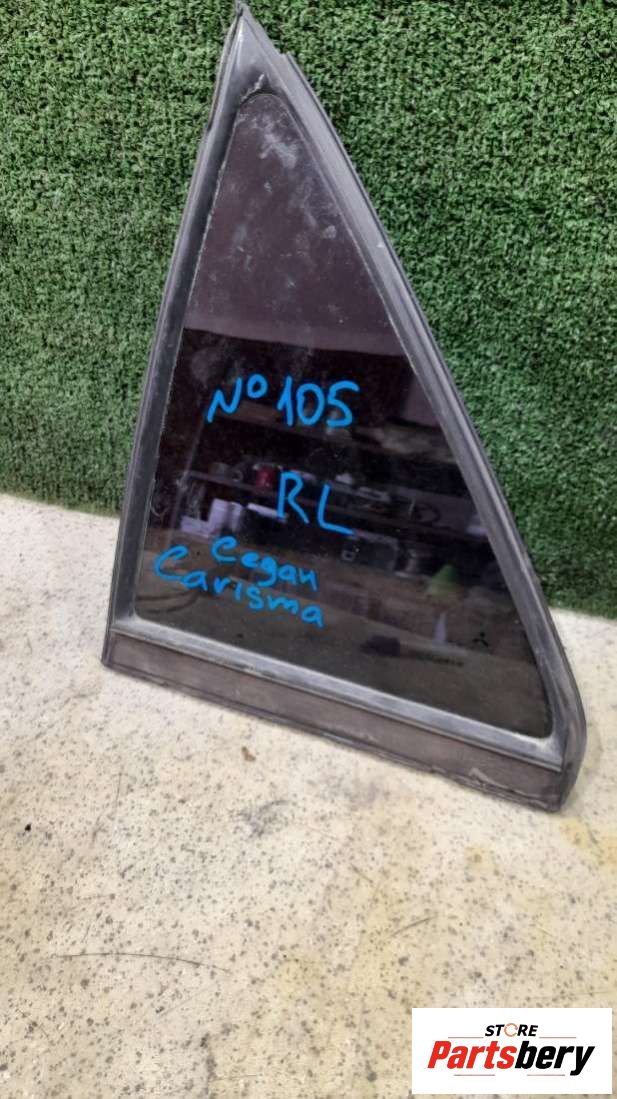 №105
RL
Седан
Carisma
STORE
Partsbery